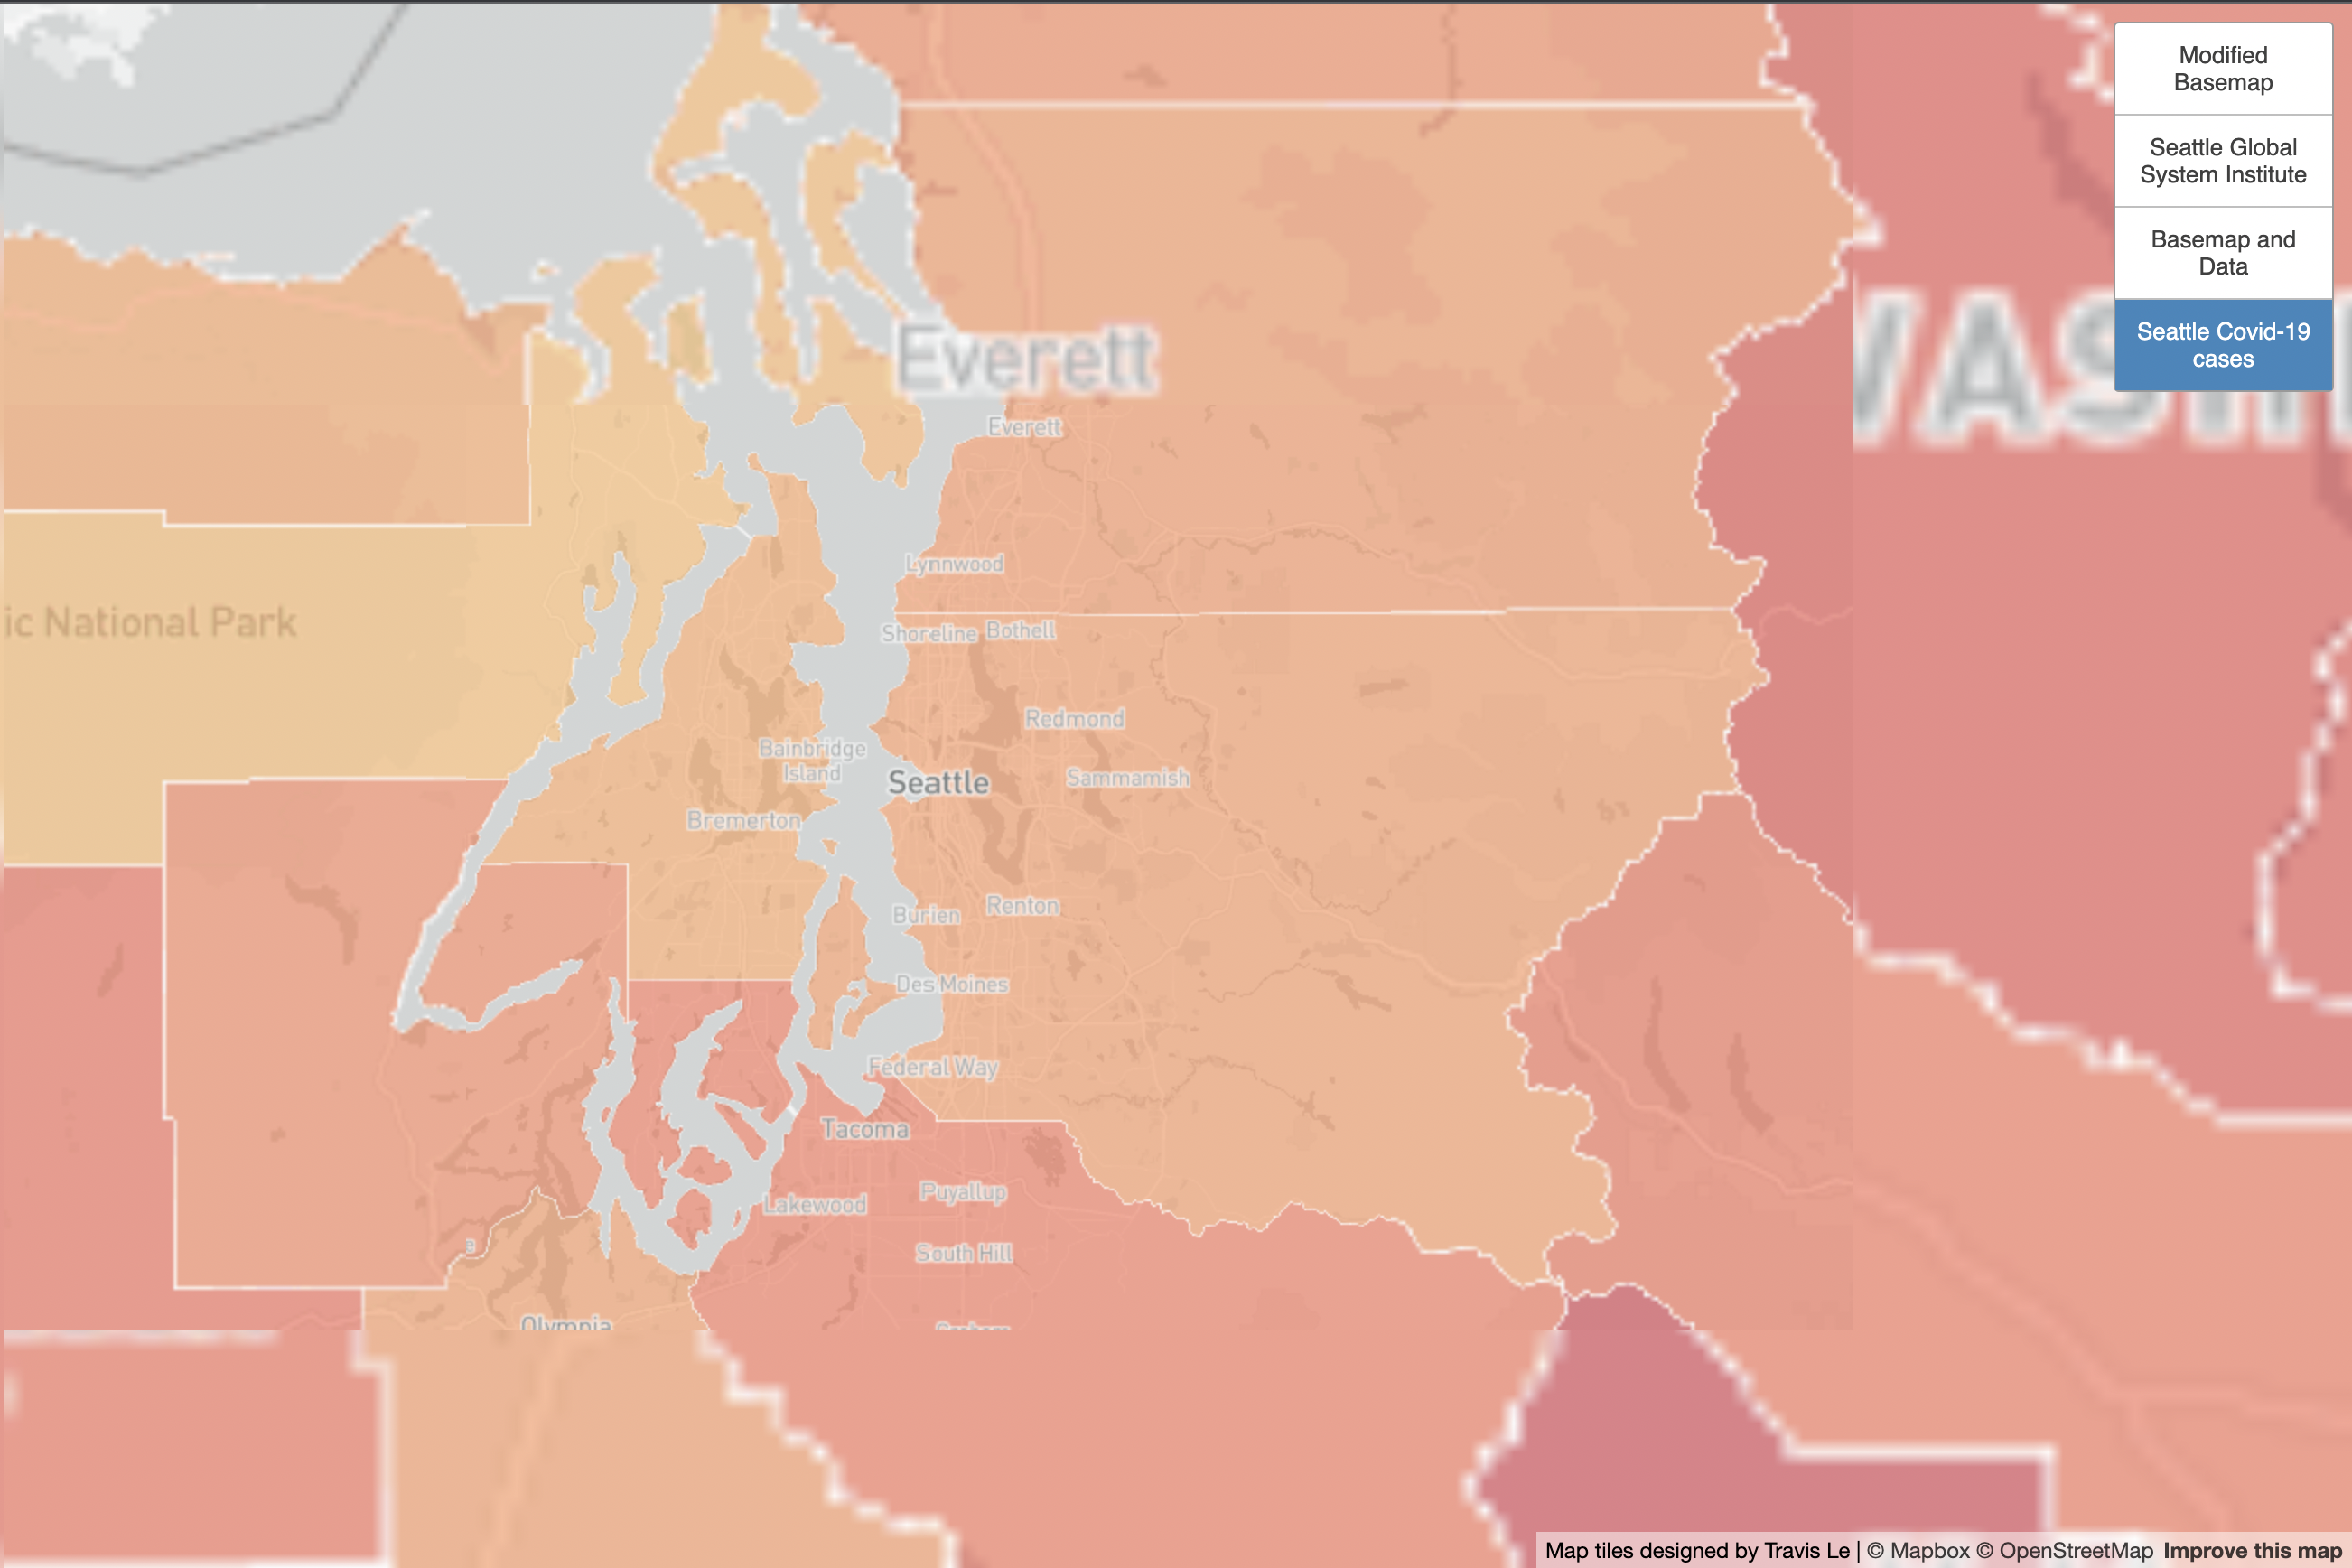 Modified
Basemap
Seattle Global
System Institute
Basemap and
Data
Seattle Covid-19
cases
Everett
Everett
Lynnwood
Shoreline
Bothell
ic National Park
Redmond
Bainbridge
Island
Seattle
Sammamish
Bremerton
Burien
Renton
Des Moines
Federal Way
Tacoma
Lakewood
Puyallup
South Hill
e
Olympia
Map tiles designed by Travis Le | © Mapbox © OpenStreetMap Improve this map